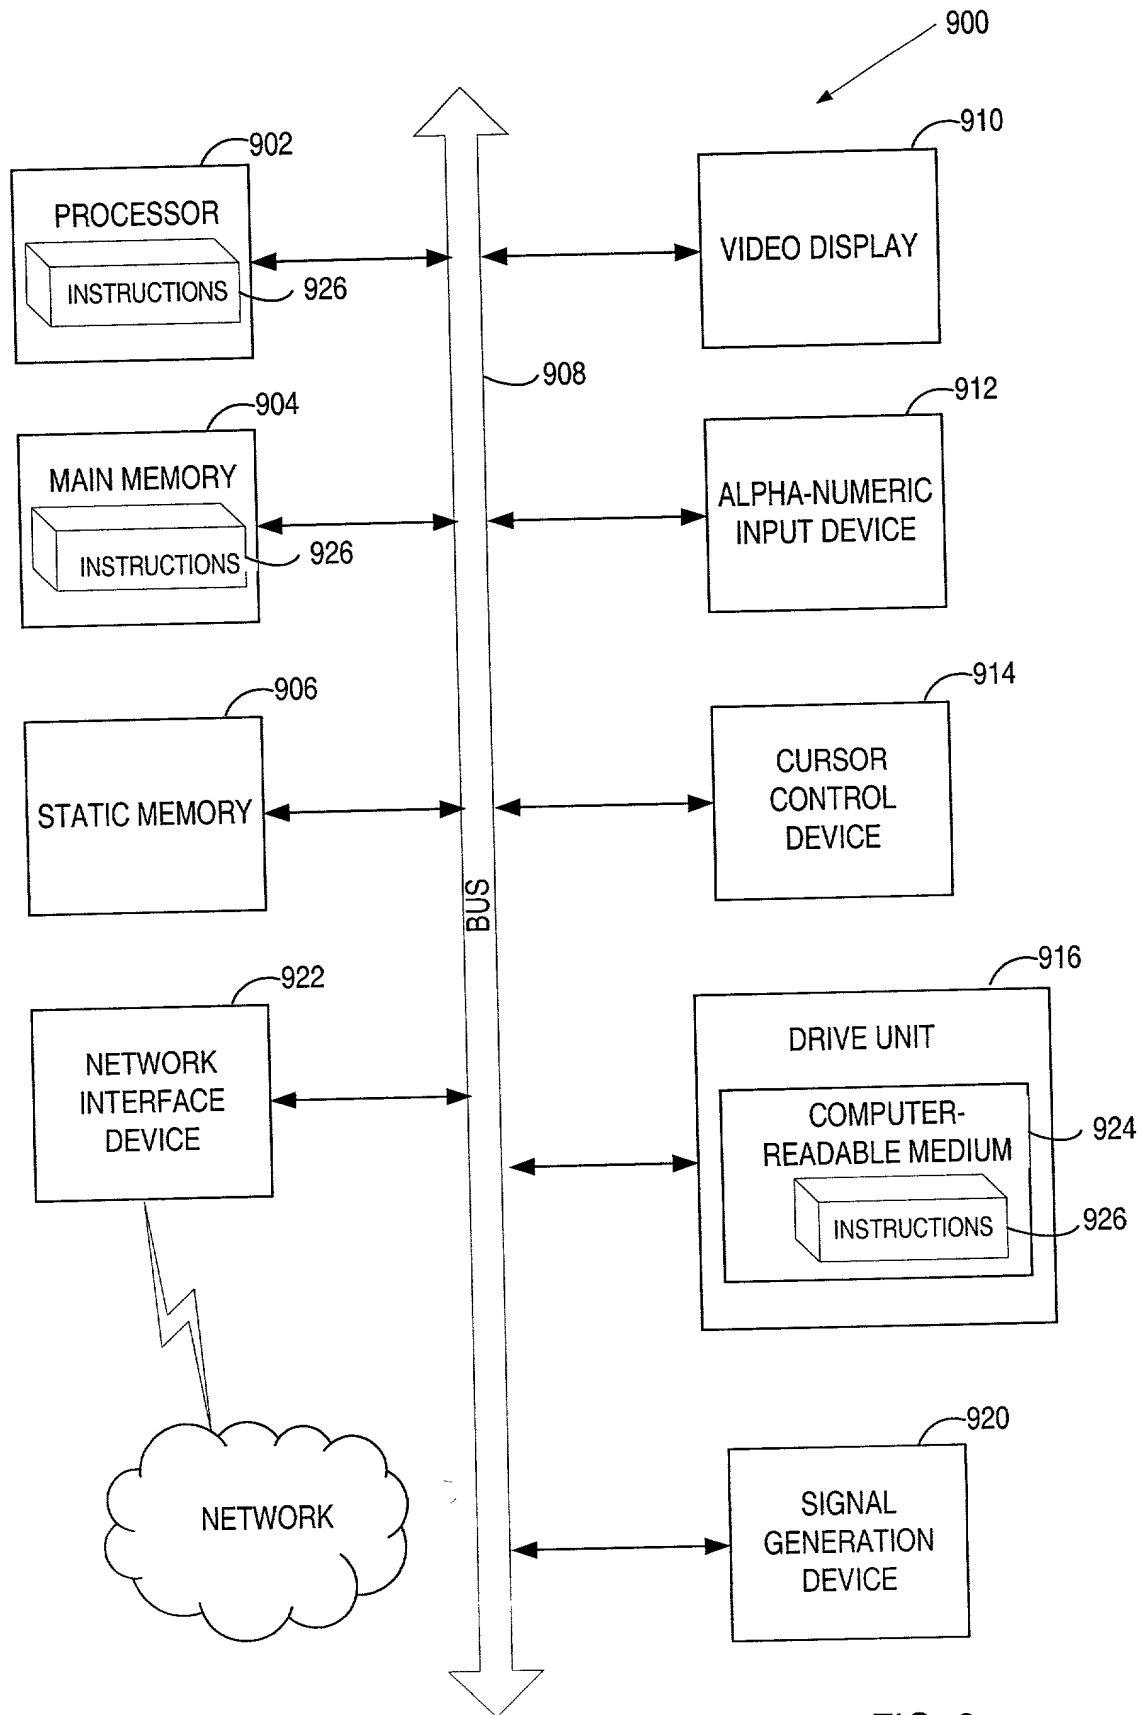 900
902
PROCESSOR
INSTRUCTIONS
926
910
VIDEO DISPLAY
908
904
MAIN MEMORY
INSTRUCTIONS
926
912
ALPHA-NUMERIC
INPUT DEVICE
906
STATIC MEMORY
914
CURSOR
CONTROL
DEVICE
BUS
922
NETWORK
INTERFACE
DEVICE
916
DRIVE UNIT
COMPUTER-
READABLE MEDIUM
924
INSTRUCTIONS
926
NETWORK
920
SIGNAL
GENERATION
DEVICE